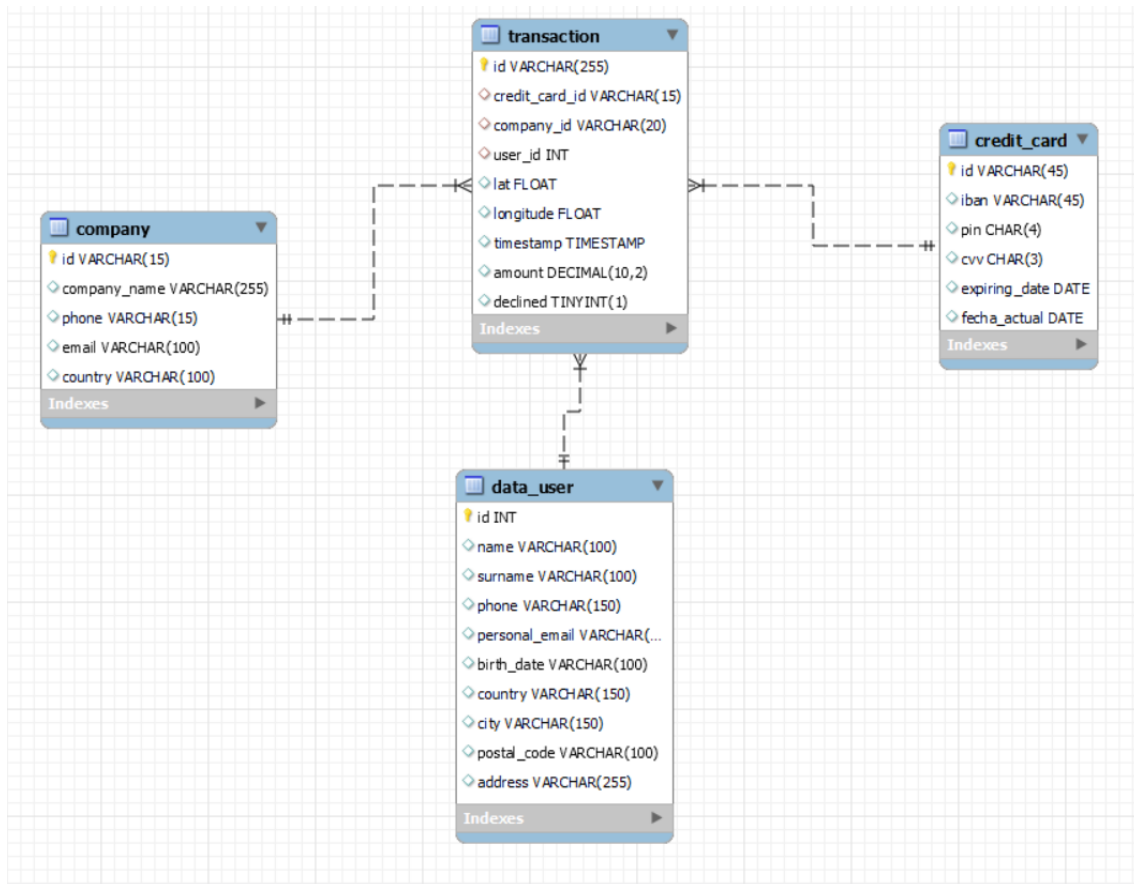 transaction
id VARCHAR(255)
credit_card_id VARCHAR(15)
company_id VARCHAR(20)
user_id INT
lat FLOAT
longitude FLOAT
timestamp TIMESTAMP
amount DECIMAL(10,2)
declined TINYINT(1)
Indexes
company
id VARCHAR(15)
company_name VARCHAR(255)
phone VARCHAR(15)
email VARCHAR(100)
country VARCHAR(100)
Indexes
credit_card
id VARCHAR(45)
iban VARCHAR(45)
pin CHAR(4)
cvv CHAR(3)
expiring_date DATE
fecha_actual DATE
Indexes
data_user
id INT
name VARCHAR(100)
surname VARCHAR(100)
phone VARCHAR(150)
personal_email VARCHAR(...
birth_date VARCHAR(100)
country VARCHAR(150)
city VARCHAR(150)
postal_code VARCHAR(100)
address VARCHAR(255)
Indexes